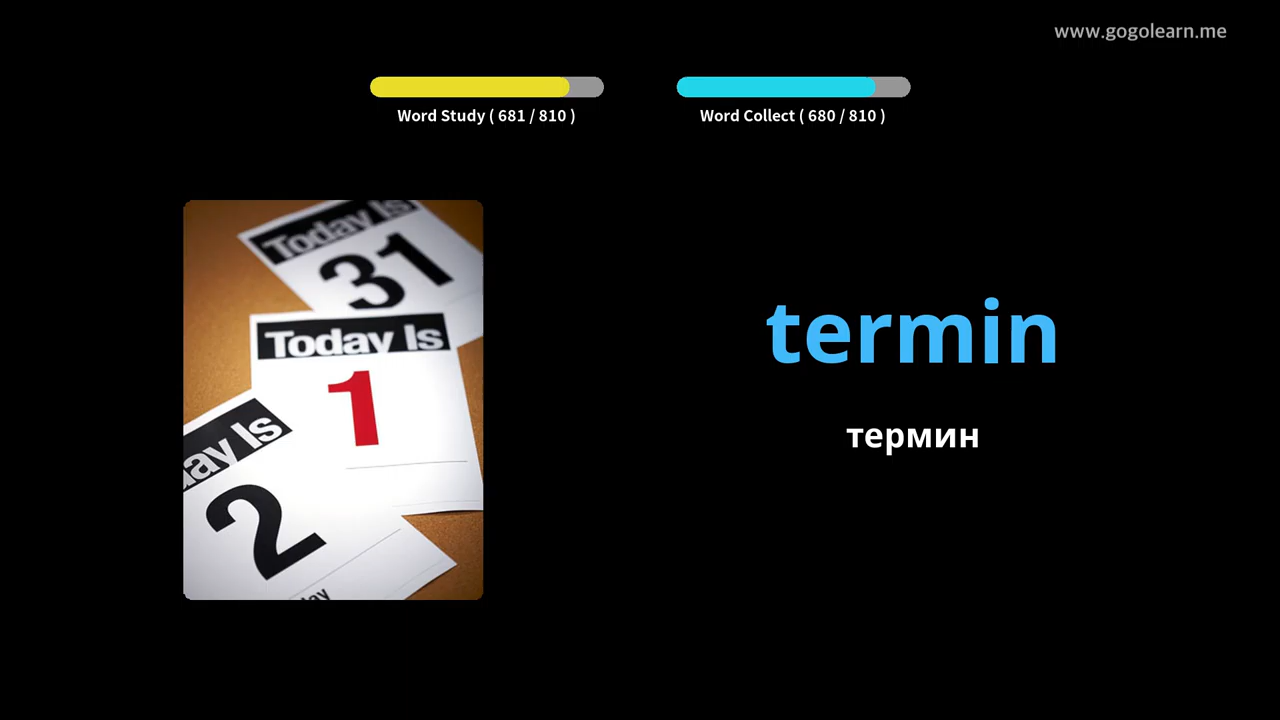 www.gogolearn.me
Word Study ( 681 / 810 )
Word Collect ( 680 / 810 )
Today Is
31
Today Is
1
ay Is
2
termin
термин